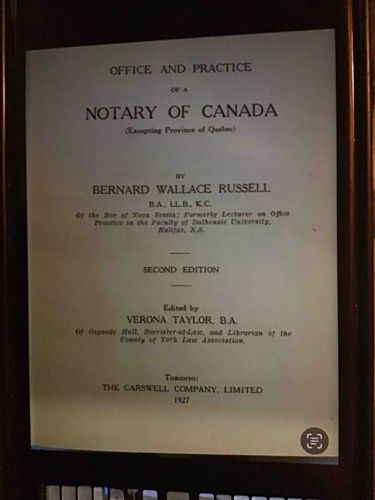 OFFICE AND PRACTICE
OF A
NOTARY OF CANADA
(Excepting Province of Quebec)
BY
BERNARD WALLACE RUSSELL
B.A., LL.B., K.C.
Of the Bar of Nova Scotia; Formerly Lecturer on Office
Practice in the Faculty of Dalhousie University,
Halifax, N.S.
SECOND EDITION
Edited by
VERONA TAYLOR, B.A.
Of Osgoode Hall, Barrister-at-Law, and Librarian of the
County of York Law Association.
TORONTO:
THE CARSWELL COMPANY, LIMITED
1927